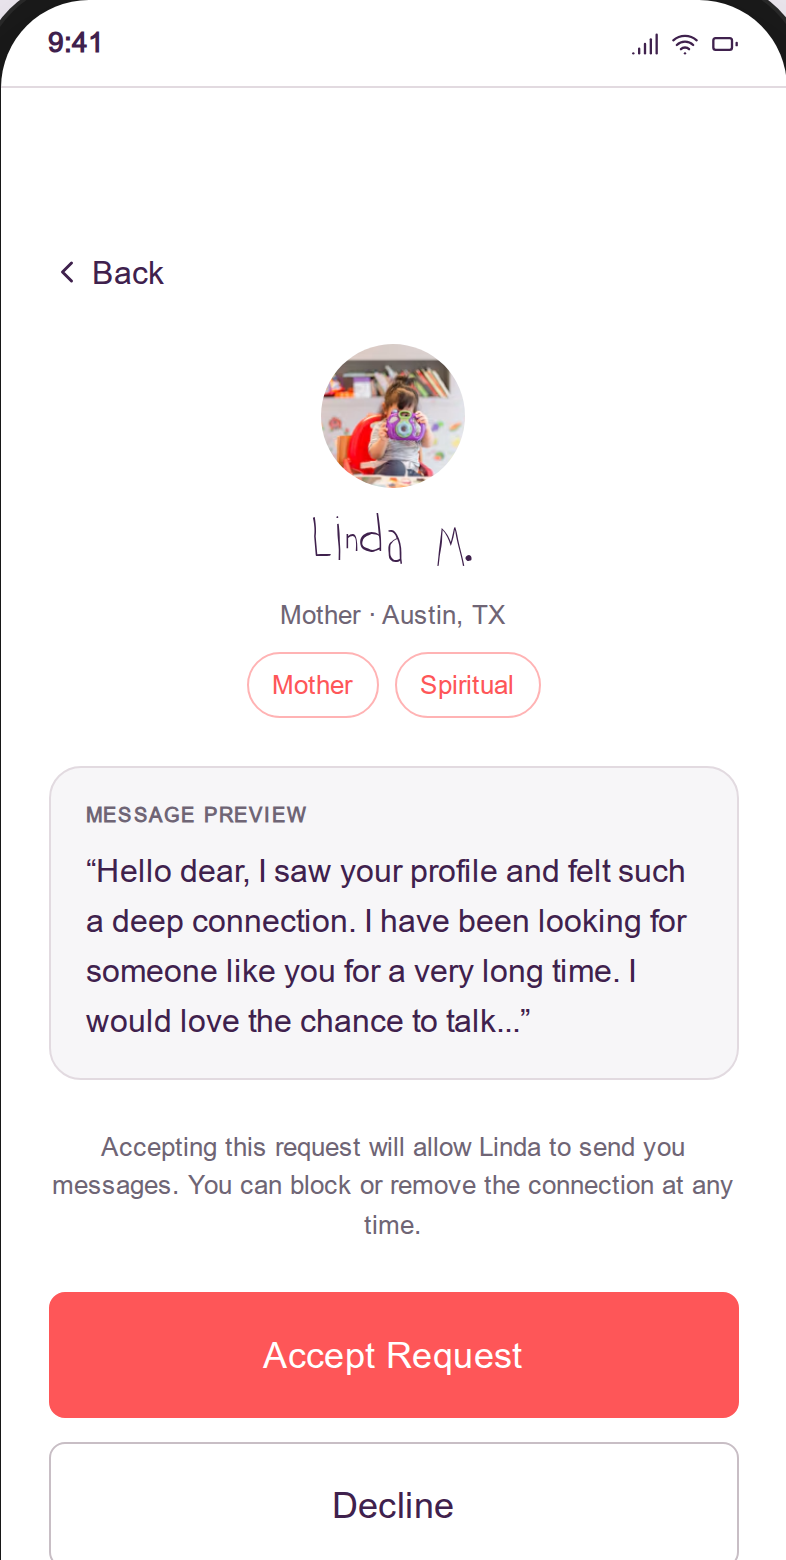 9:41
Back
Linda M.
Mother · Austin, TX
Mother
Spiritual
MESSAGE PREVIEW
“Hello dear, I saw your profile and felt such
a deep connection. I have been looking for
someone like you for a very long time. I
would love the chance to talk...”
Accepting this request will allow Linda to send you
messages. You can block or remove the connection at any
time.
Accept Request
Decline